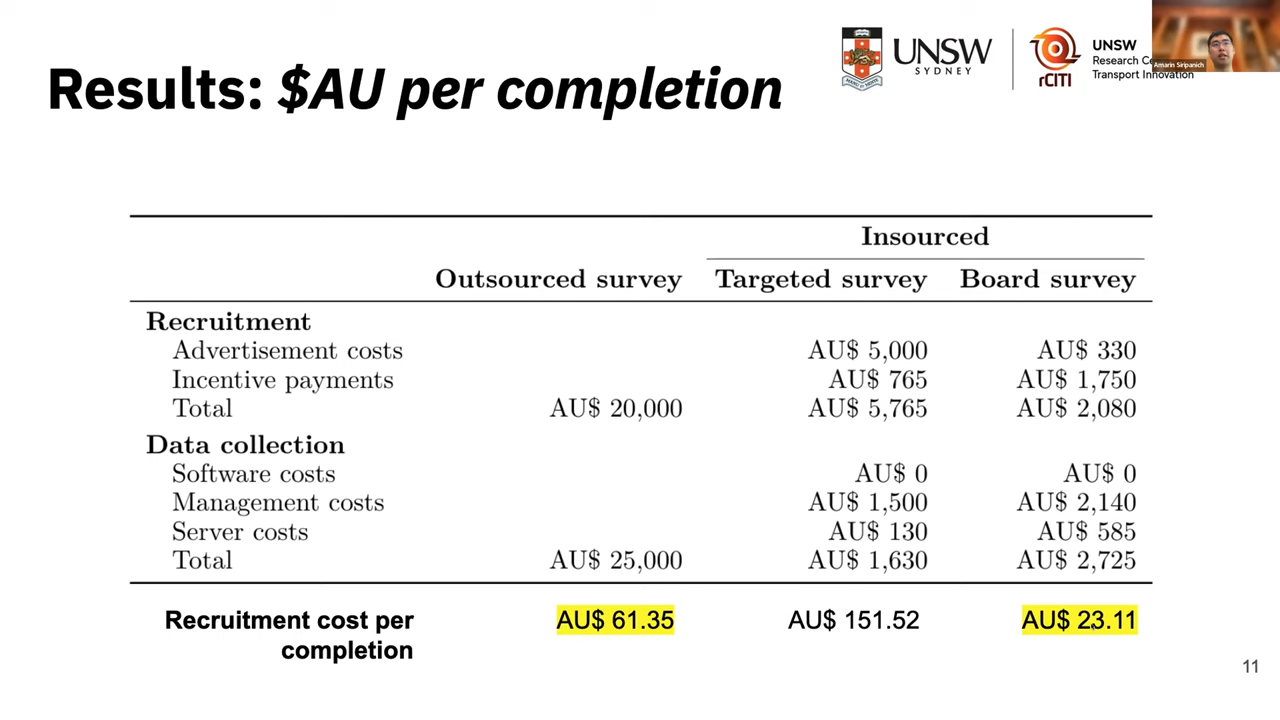 Results: $AU per completion
UNSW
SYDNEY
rCITI
UNSW
Research
Transport Innovation
Amarin Siripanich
Insourced
Outsourced survey Targeted survey Board survey
Recruitment
Advertisement costs AU$ 5,000 AU$ 330
Incentive payments AU$ 765 AU$ 1,750
Total AU$ 20,000 AU$ 5,765 AU$ 2,080
Data collection
Software costs AU$ 0 AU$ 0
Management costs AU$ 1,500 AU$ 2,140
Server costs AU$ 130 AU$ 585
Total AU$ 25,000 AU$ 1,630 AU$ 2,725
Recruitment cost per AU$ 61.35 AU$ 151.52 AU$ 23.11
completion
11